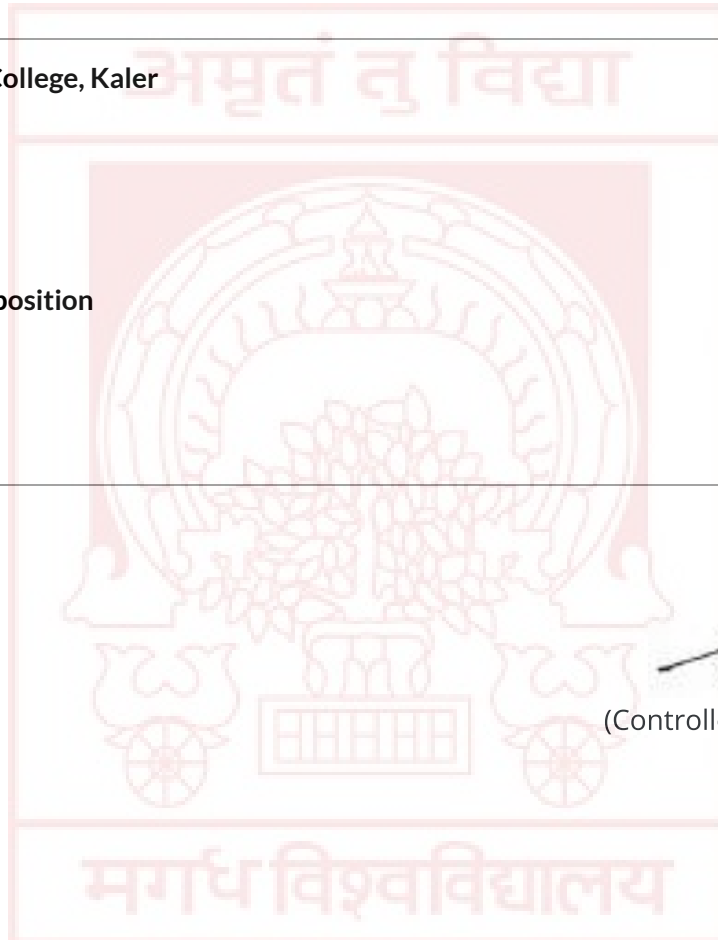 अमृतं तु विद्या
College, Kaler
position
(Controll
मगध विश्वविद्यालय